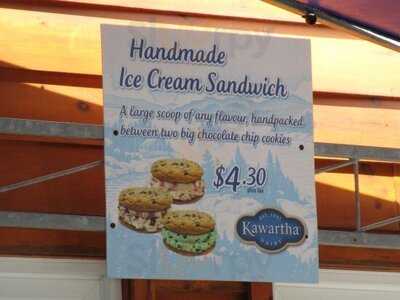 Handmade
Ice Cream Sandwich
A large scoop of any flavour, handpacked
between two big chocolate chip cookies
$4.30
plus tax
EST. 1937
Kawartha
DAIRY